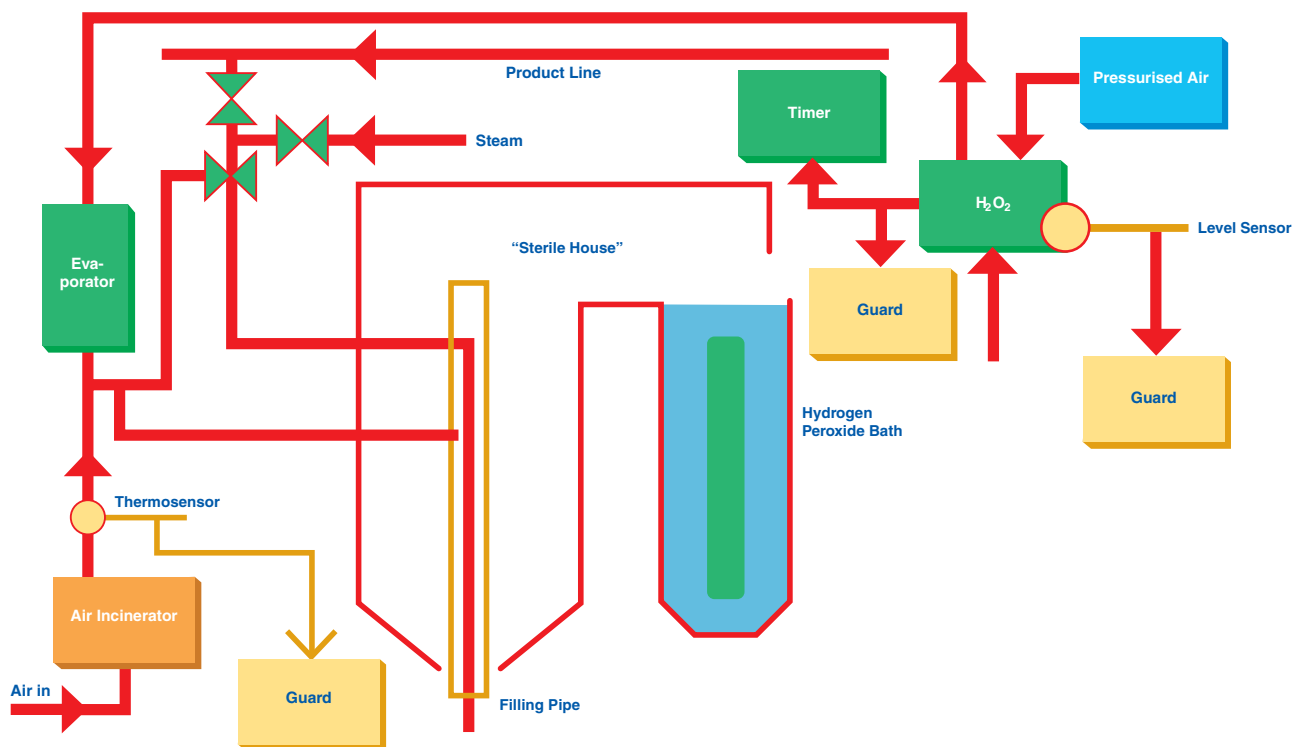 Product Line
Pressurised Air
Timer
Steam
H₂O₂
Level Sensor
“Sterile House”
Eva-
porator
Guard
Guard
Hydrogen
Peroxide Bath
Thermosensor
Air Incinerator
Air in
Guard
Filling Pipe